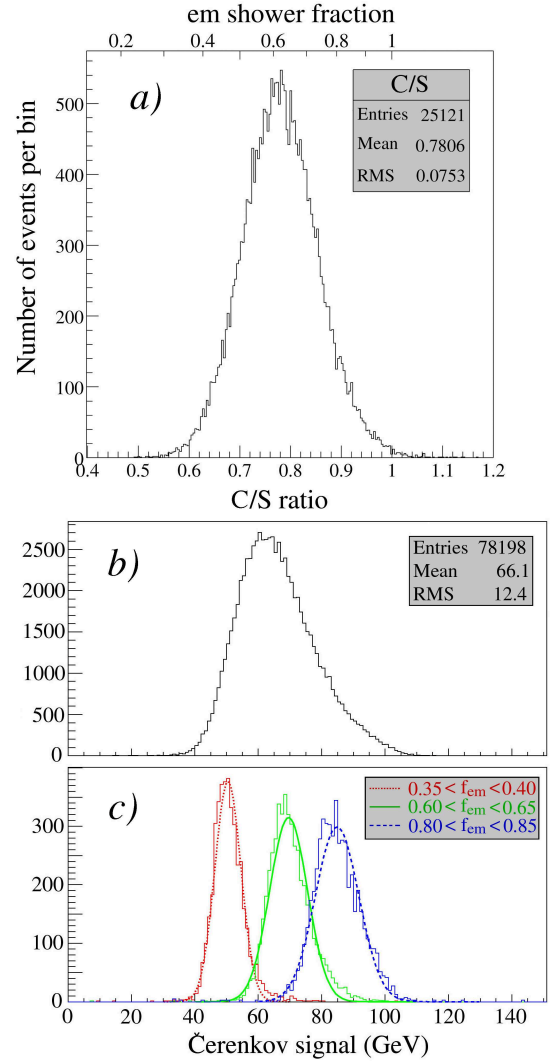 em shower fraction
0.2 0.4 0.6 0.8 1
a)
C/S
Entries 25121
Mean 0.7806
RMS 0.0753
Number of events per bin
500
400
300
200
100
0
0.4 0.5 0.6 0.7 0.8 0.9 1 1.1 1.2
C/S ratio
b)
Entries 78198
Mean 66.1
RMS 12.4
2500
2000
1500
1000
500
0
c)
0.35 < fem < 0.40
0.60 < fem < 0.65
0.80 < fem < 0.85
300
200
100
0
0 20 40 60 80 100 120 140
Čerenkov signal (GeV)